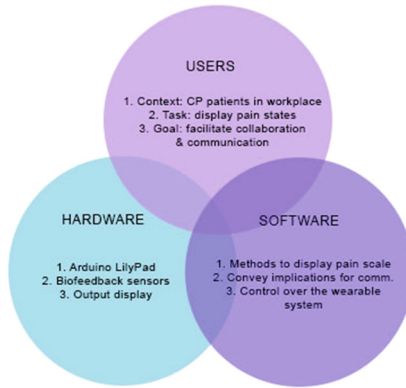 USERS
1. Context: CP patients in workplace
2. Task: display pain states
3. Goal: facilitate collaboration
& communication
HARDWARE
1. Arduino LilyPad
2. Biofeedback sensors
3. Output display
SOFTWARE
1. Methods to display pain scale
2. Convey implications for comm.
3. Control over the wearable
system